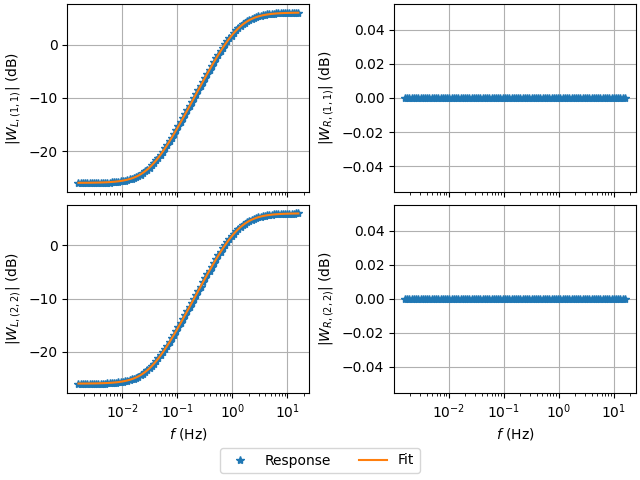 |W_{L,(1,1)}| (dB)
0
−10
−20
|W_{R,(1,1)}| (dB)
0.04
0.02
0.00
−0.02
−0.04
|W_{L,(2,2)}| (dB)
0
−10
−20
10^{−2} 10^{−1} 10^{0} 10^{1}
f (Hz)
|W_{R,(2,2)}| (dB)
0.04
0.02
0.00
−0.02
−0.04
10^{−2} 10^{−1} 10^{0} 10^{1}
f (Hz)
Response Fit